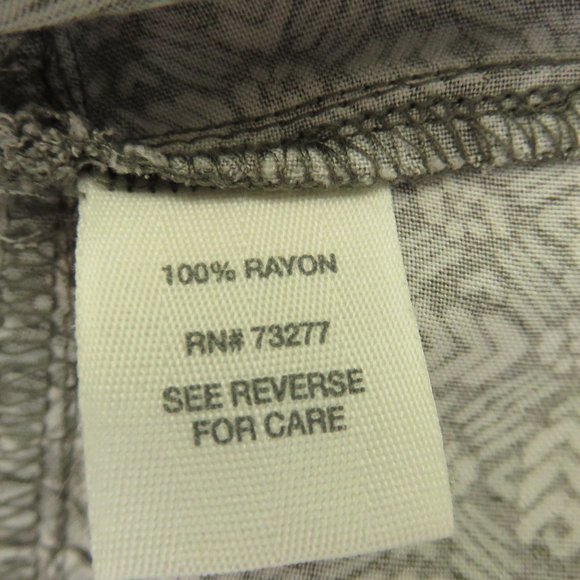 100% RAYON
RN# 73277
SEE REVERSE
FOR CARE